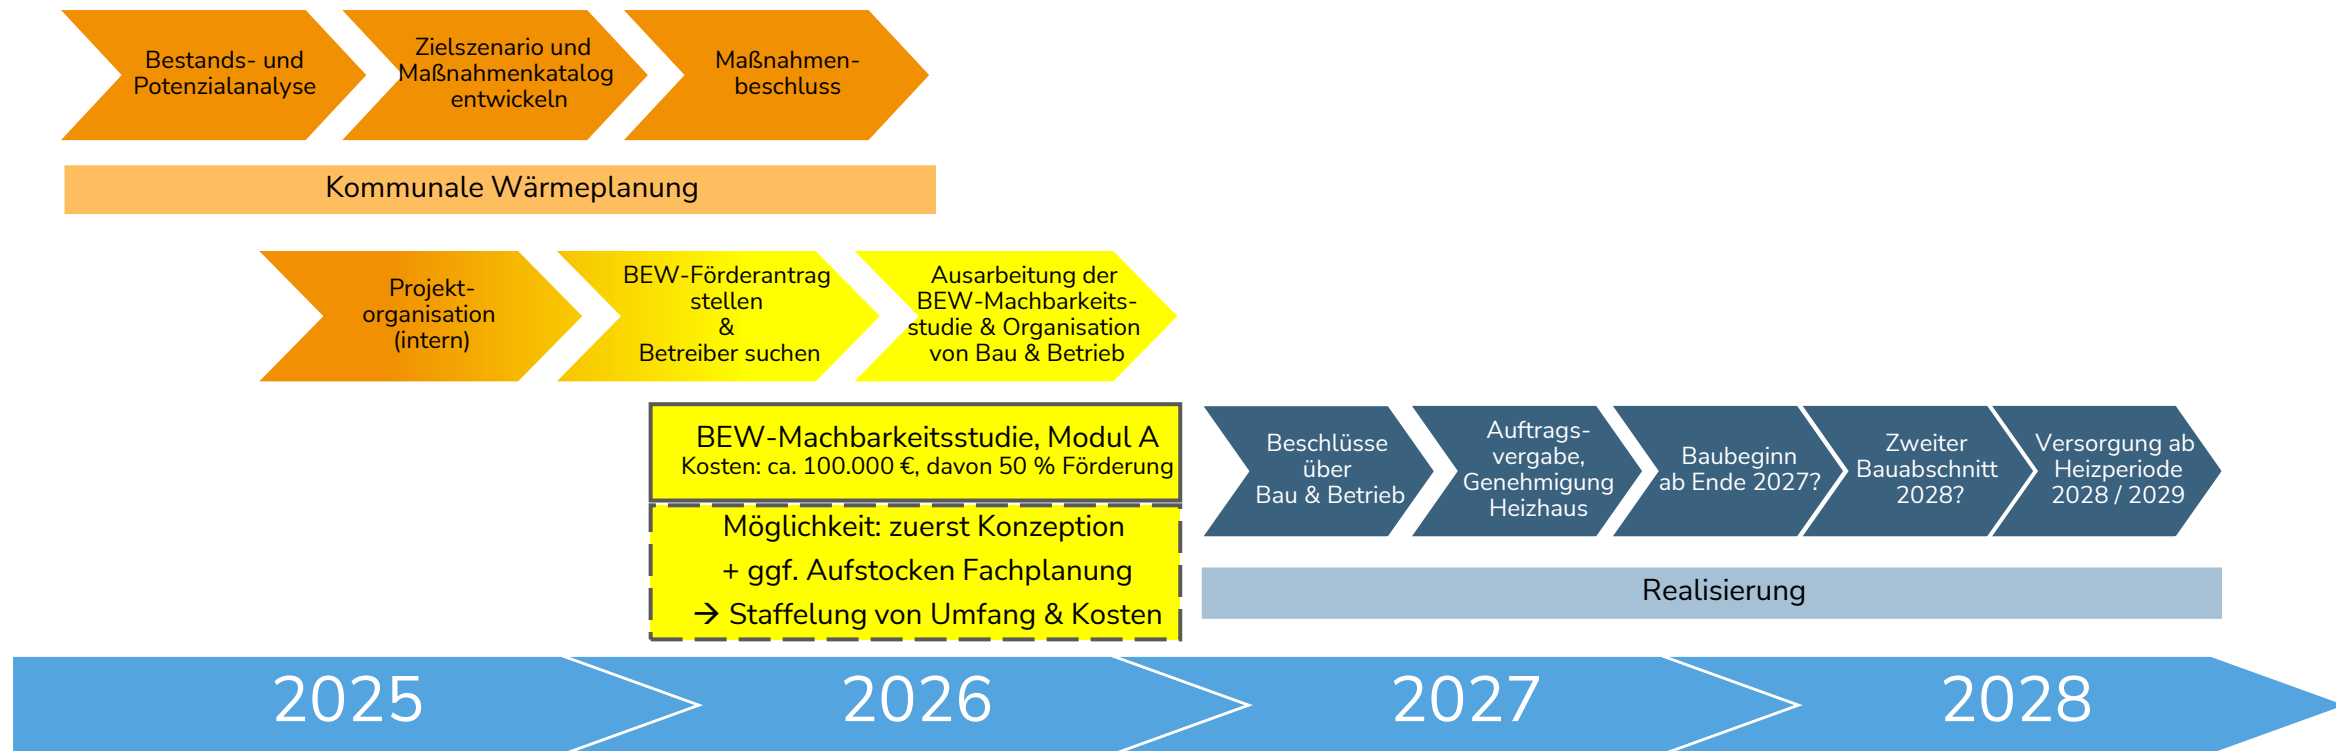 Bestands- und
Potenzialanalyse
Zielszenario und
Maßnahmenkatalog
entwickeln
Maßnahmen-
beschluss
Kommunale Wärmeplanung
Projekt-
organisation
(intern)
BEW-Förderantrag
stellen
&
Betreiber suchen
Ausarbeitung der
BEW-Machbarkeits-
studie & Organisation
von Bau & Betrieb
BEW-Machbarkeitsstudie, Modul A
Kosten: ca. 100.000 €, davon 50 % Förderung
Möglichkeit: zuerst Konzeption
+ ggf. Aufstocken Fachplanung
→ Staffelung von Umfang & Kosten
Beschlüsse
über
Bau & Betrieb
Auftrags-
vergabe,
Genehmigung
Heizhaus
Baubeginn
ab Ende 2027?
Zweiter
Bauabschnitt
2028?
Versorgung ab
Heizperiode
2028 / 2029
Realisierung
2025
2026
2027
2028